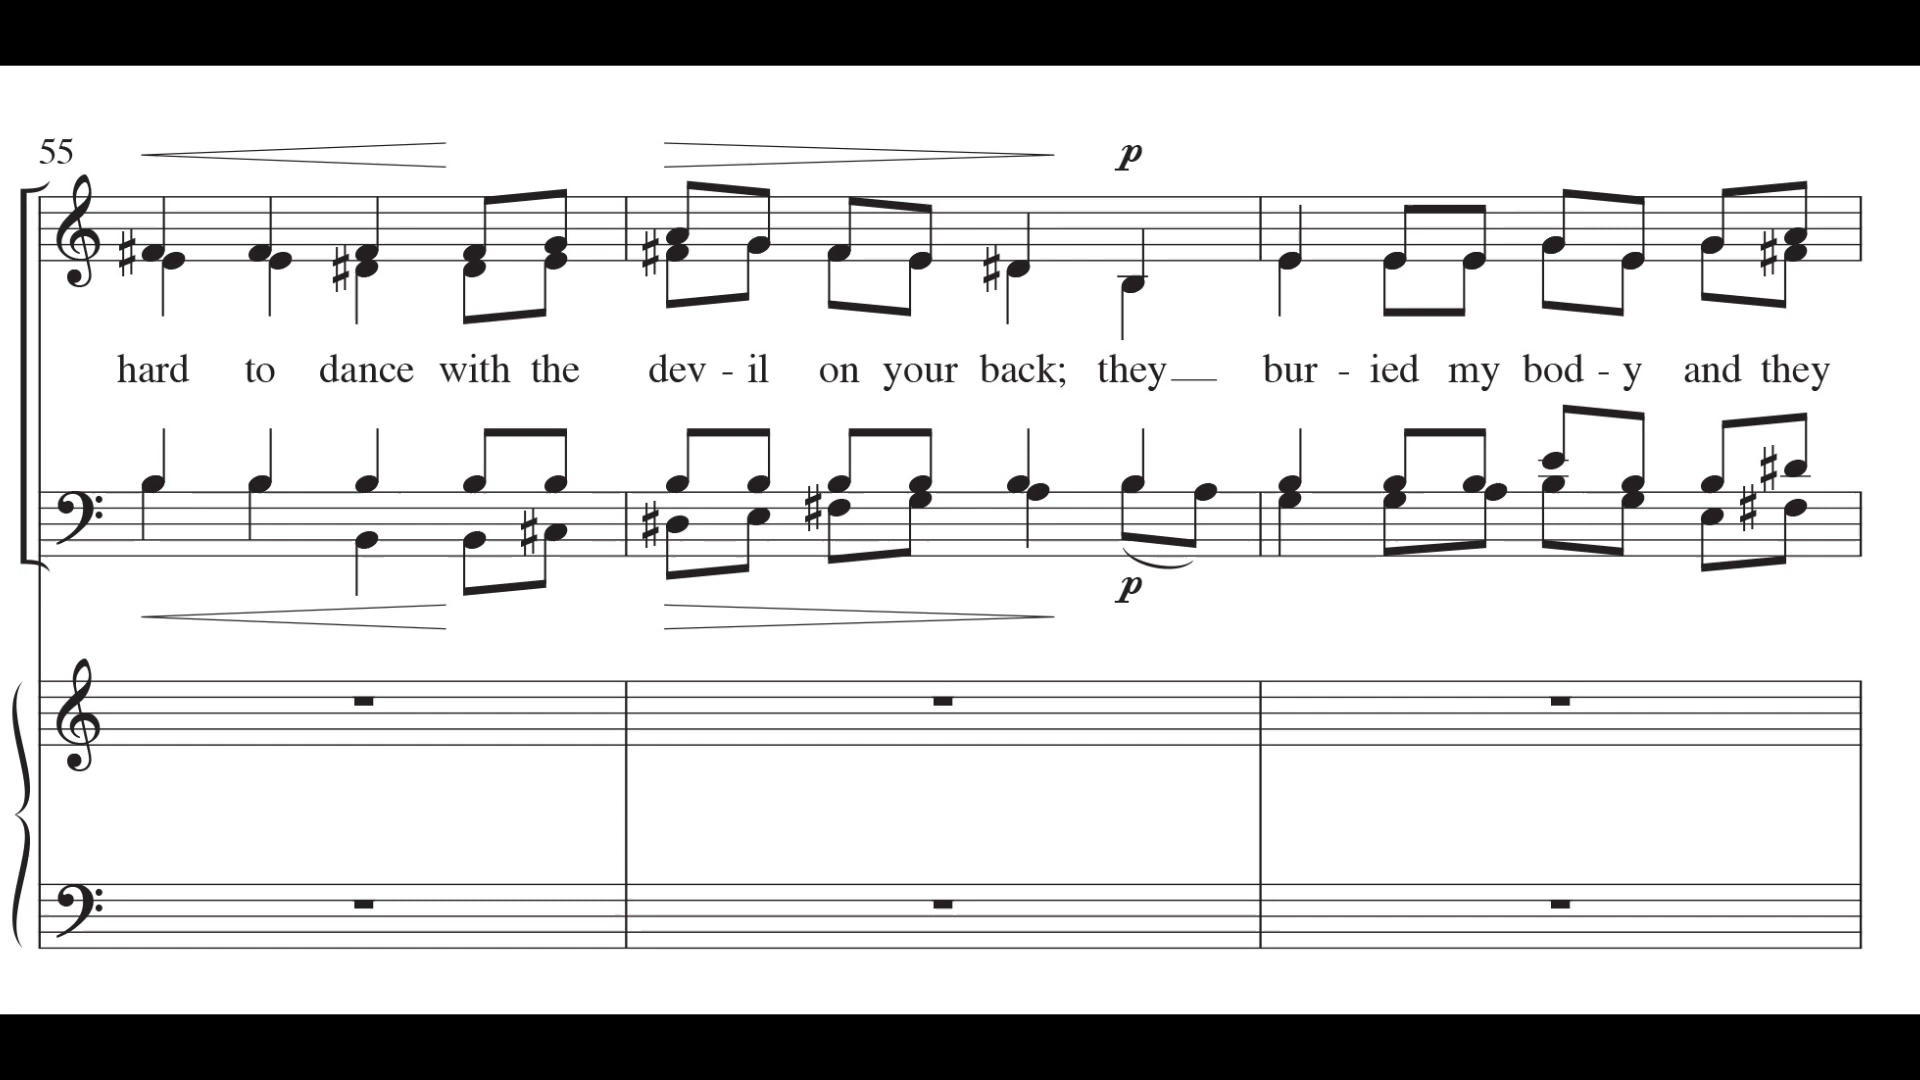 55
p
hard to dance with the dev - il on your back; they bur - ied my bod - y and they
p